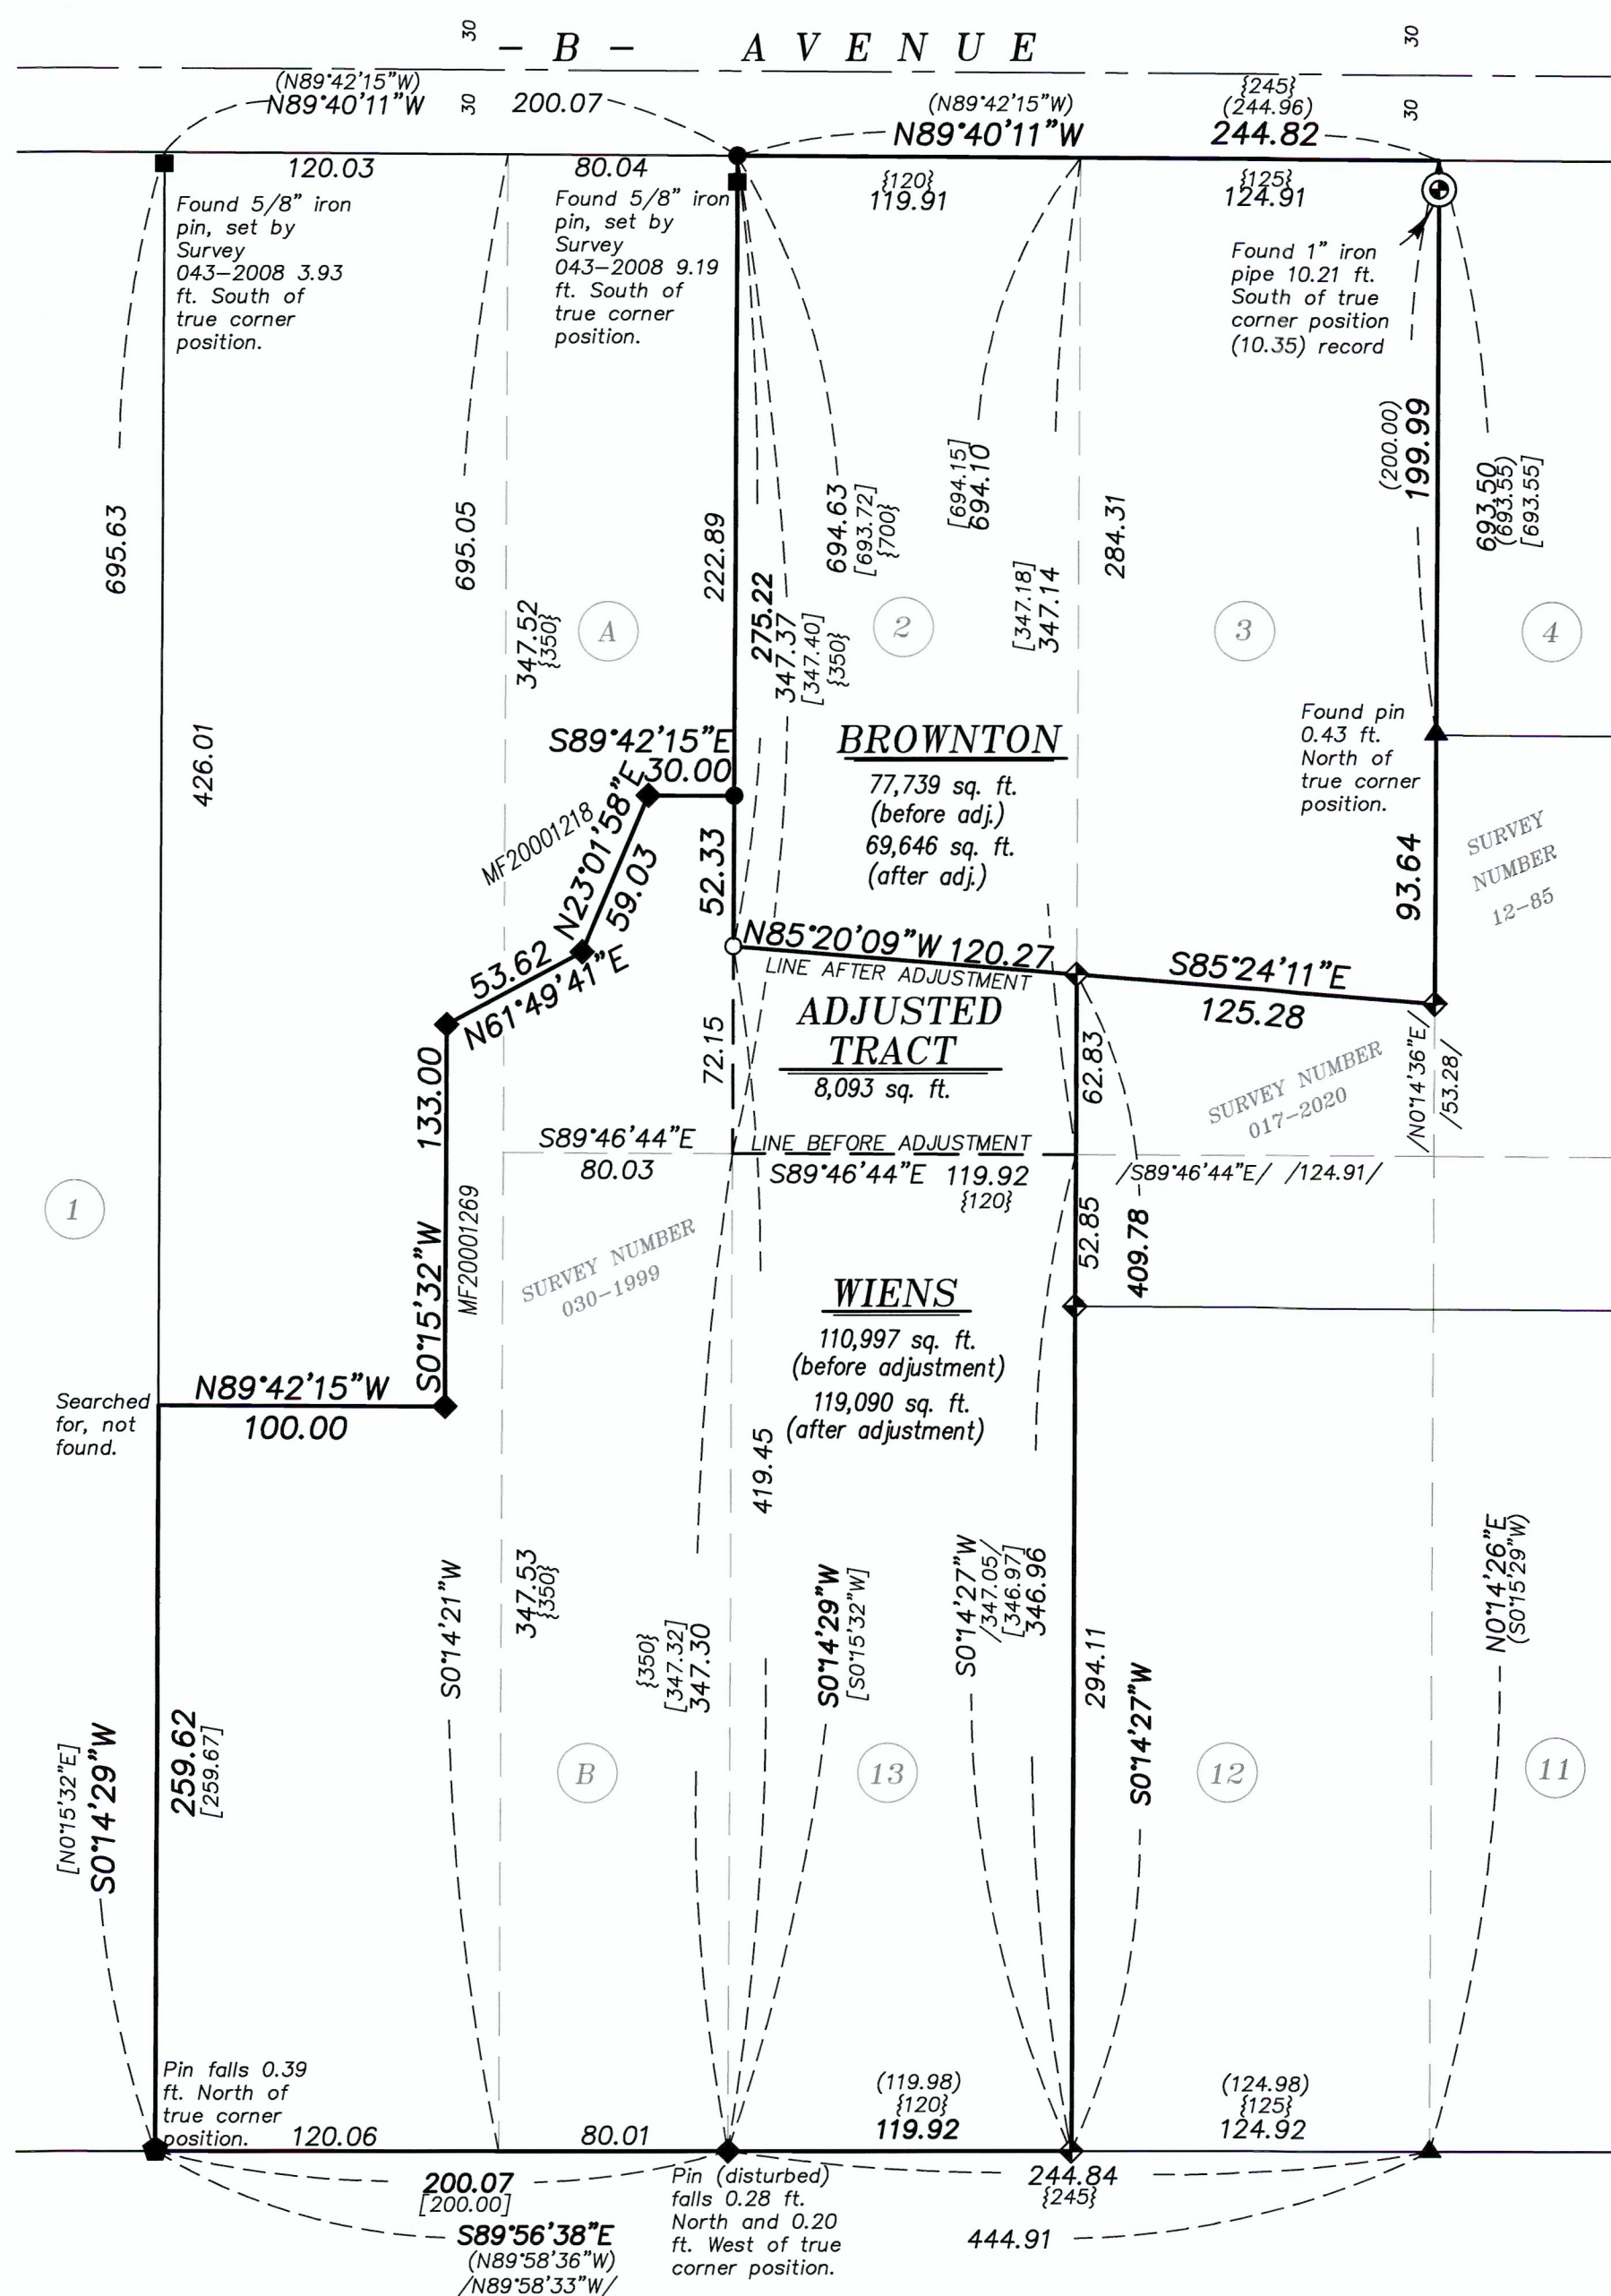 30
- B - A V E N U E
30
(N89°42'15"W)
N89°40'11"W
30
200.07
(N89°42'15"W)
N89°40'11"W
{245}
(244.96)
244.82
30
120.03
80.04
{120}
119.91
{125}
124.91
Found 5/8" iron
pin, set by
Survey
043-2008 3.93
ft. South of
true corner
position.
Found 5/8" iron
pin, set by
Survey
043-2008 9.19
ft. South of
true corner
position.
Found 1" iron
pipe 10.21 ft.
South of true
corner position
(10.35) record
695.63
695.05
222.89
275.22
694.63
[693.72]
{700}
[694.15]
694.10
284.31
(200.00)
199.99
693.50
(693.55)
[693.55]
347.52
{350}
347.37
[347.40]
{350}
[347.18]
347.14
A
2
3
4
426.01
S89°42'15"E
30.00
BROWNTON
77,739 sq. ft.
(before adj.)
69,646 sq. ft.
(after adj.)
Found pin
0.43 ft.
North of
true corner
position.
MF20001218
N23°01'58"E
59.03
52.33
93.64
SURVEY
NUMBER
12-85
53.62
N61°49'41"E
N85°20'09"W 120.27
LINE AFTER ADJUSTMENT
S85°24'11"E
125.28
ADJUSTED
TRACT
8,093 sq. ft.
72.15
62.83
133.00
SURVEY NUMBER
017-2020
/N0°14'36"E/
/53.28/
S89°46'44"E
80.03
LINE BEFORE ADJUSTMENT
S89°46'44"E 119.92
{120}
/S89°46'44"E/ /124.91/
1
S0°15'32"W
MF20001269
SURVEY NUMBER
030-1999
52.85
409.78
WIENS
110,997 sq. ft.
(before adjustment)
119,090 sq. ft.
(after adjustment)
Searched
for, not
found.
N89°42'15"W
100.00
419.45
S0°14'21"W
347.53
{350}
{350}
[347.32]
347.30
S0°14'29"W
[S0°15'32"W]
S0°14'27"W
/347.05/
[346.97]
346.96
294.11
S0°14'27"W
N0°14'26"E
(S0°15'29"W)
[N0°15'32"E]
S0°14'29"W
259.62
[259.67]
B
13
12
11
Pin falls 0.39
ft. North of
true corner
position.
120.06
80.01
(119.98)
{120}
119.92
(124.98)
{125}
124.92
200.07
[200.00]
S89°56'38"E
(N89°58'36"W)
/N89°58'33"W/
Pin (disturbed)
falls 0.28 ft.
North and 0.20
ft. West of true
corner position.
244.84
{245}
444.91